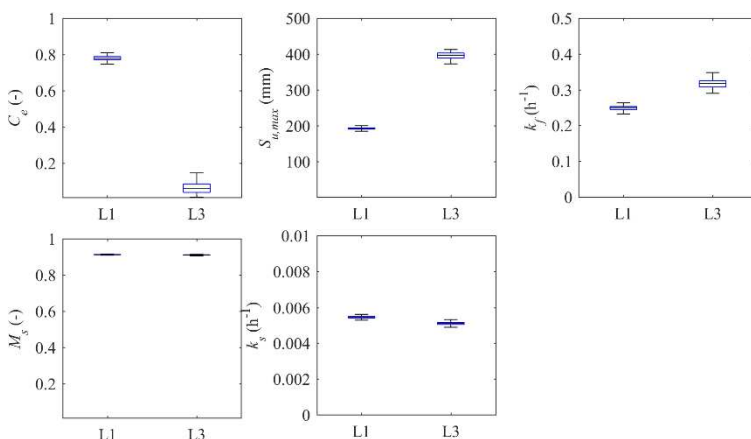 C_e (-)
1
0.8
0.6
0.4
0.2
L1 L3
S_{u,max} (mm)
500
400
300
200
100
L1 L3
k_f (h^{-1})
0.5
0.4
0.3
0.2
0.1
0
L1 L3
M_s (-)
1
0.8
0.6
0.4
0.2
L1 L3
k_s (h^{-1})
0.01
0.008
0.006
0.004
0.002
0
L1 L3